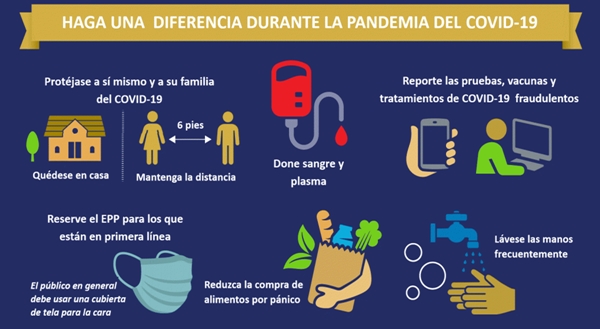 HAGA UNA DIFERENCIA DURANTE LA PANDEMIA DEL COVID-19
Protéjase a sí mismo y a su familia
del COVID-19
6 pies
Quédese en casa
Mantenga la distancia
Done sangre y
plasma
Reporte las pruebas, vacunas y
tratamientos de COVID-19 fraudulentos
Reserve el EPP para los que
están en primera línea
El público en general
debe usar una cubierta
de tela para la cara
Reduzca la compra de
alimentos por pánico
Lávese las manos
frecuentemente